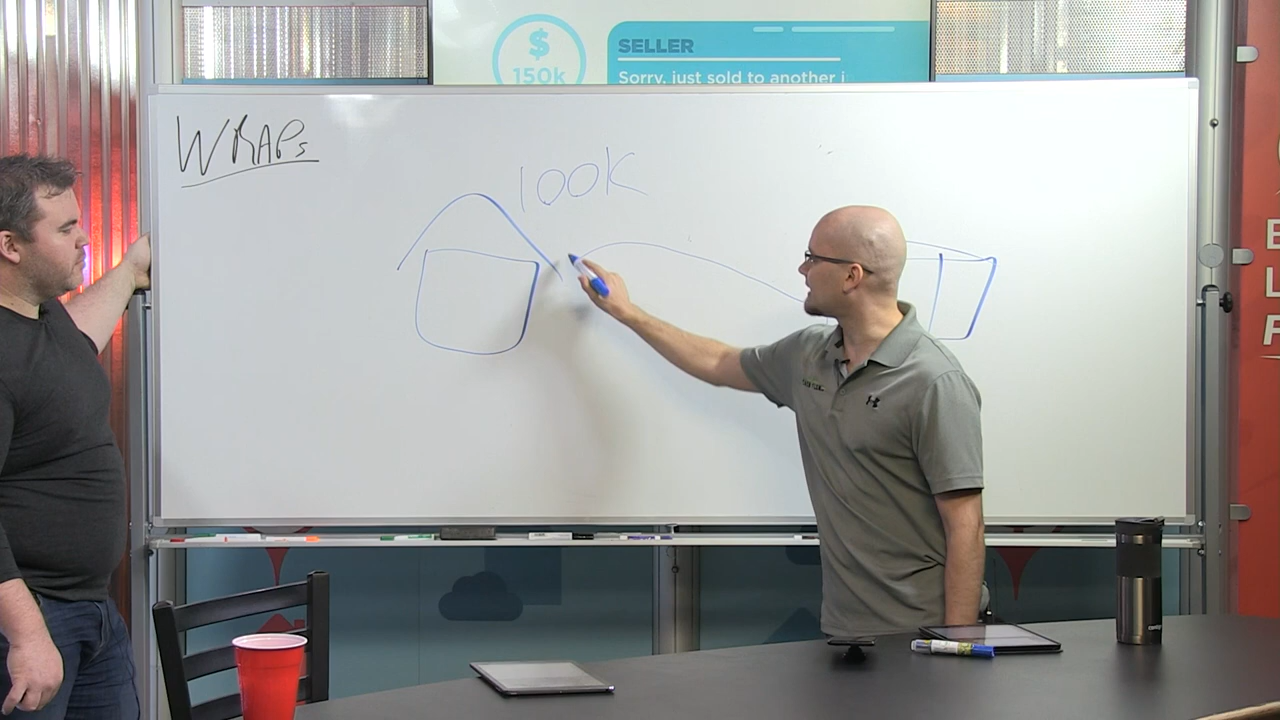 $
150k
SELLER
Sorry, just sold to another i
WRAPs
100K
E
L
F